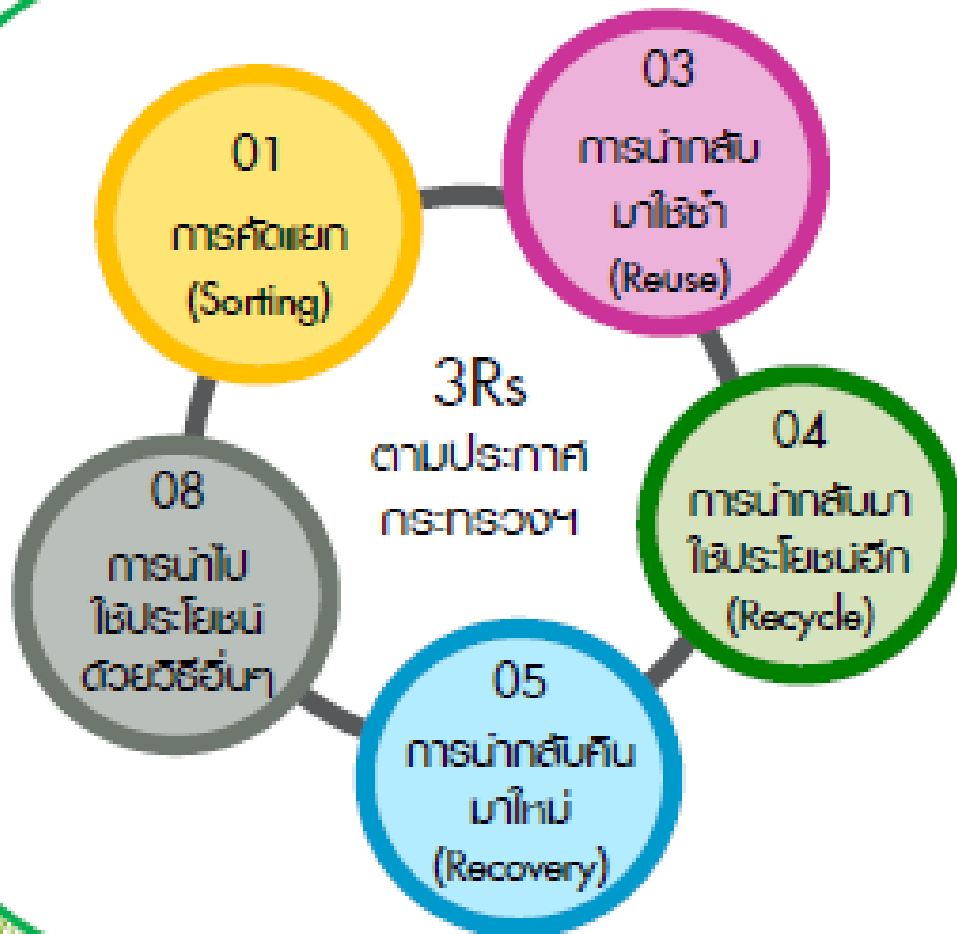 01
การคัดแยก
(Sorting)
03
การนำกลับ
มาใช้ซ้ำ
(Reuse)
04
การนำกลับมา
ใช้ประโยชน์อีก
(Recycle)
05
การนำกลับคืน
มาใหม่
(Recovery)
08
การนำไป
ใช้ประโยชน์
ด้วยวิธีอื่นๆ
3Rs
ตามประกาศ
กระทรวงฯ